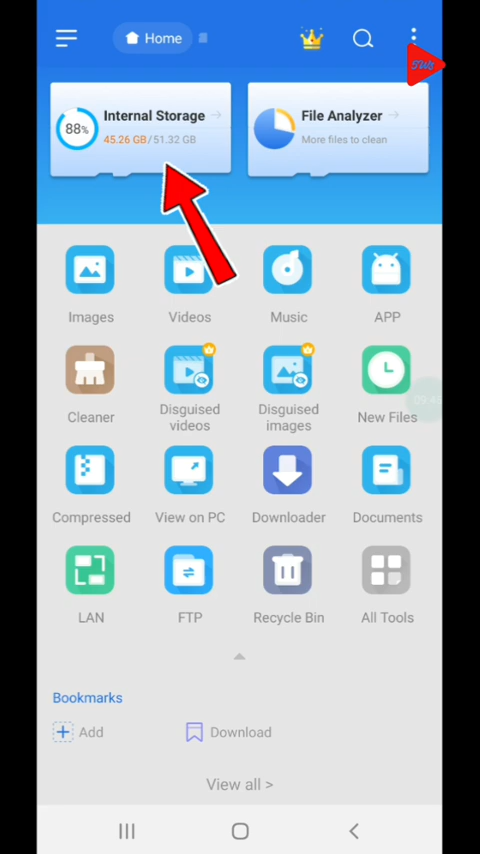 Home
Internal Storage
88%
45.26 GB/51.32 GB
File Analyzer
More files to clean
Images
Videos
Music
APP
Cleaner
Disguised
videos
Disguised
images
New Files
Compressed
View on PC
Downloader
Documents
LAN
FTP
Recycle Bin
All Tools
Bookmarks
Add
Download
View all >